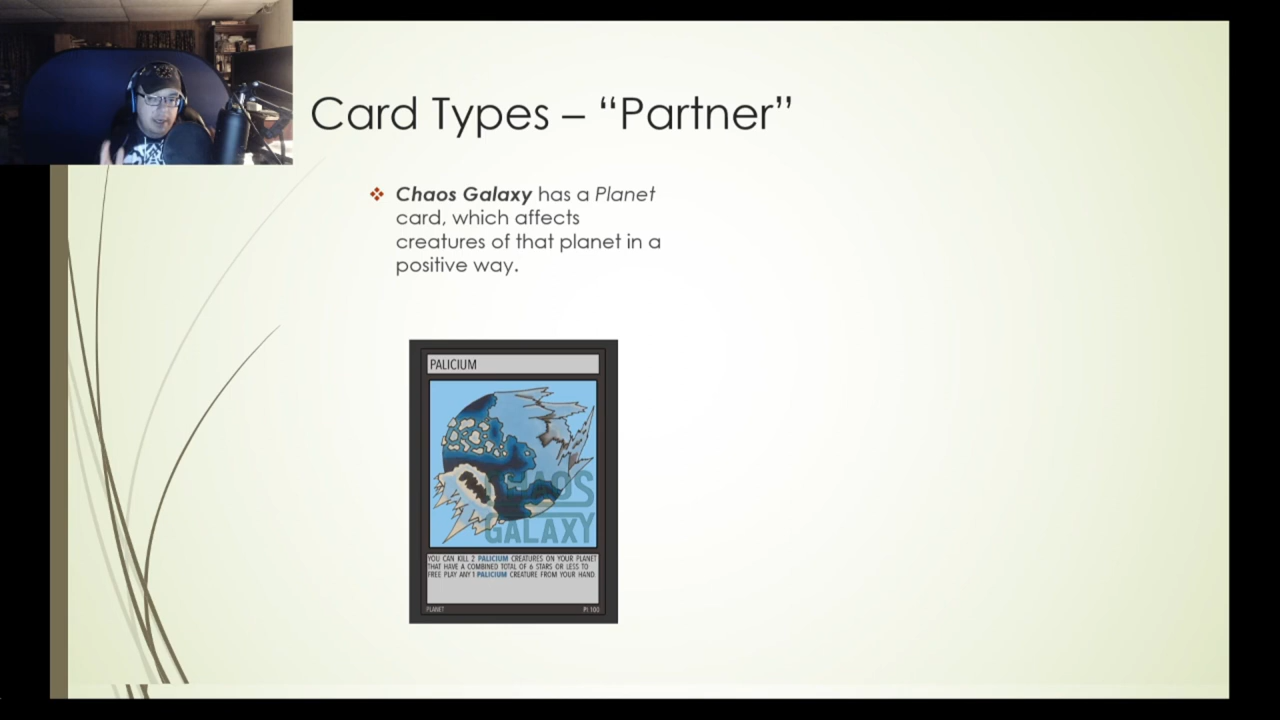 Card Types – “Partner”
Chaos Galaxy has a Planet
card, which affects
creatures of that planet in a
positive way.
PALICIUM
CHAOS
GALAXY
YOU CAN KILL 2 PALICIUM CREATURES ON YOUR PLANET
THAT HAVE A COMBINED TOTAL OF 6 STARS OR LESS TO
FREE PLAY ANY 1 PALICIUM CREATURE FROM YOUR HAND.
PLANET
Pl 100